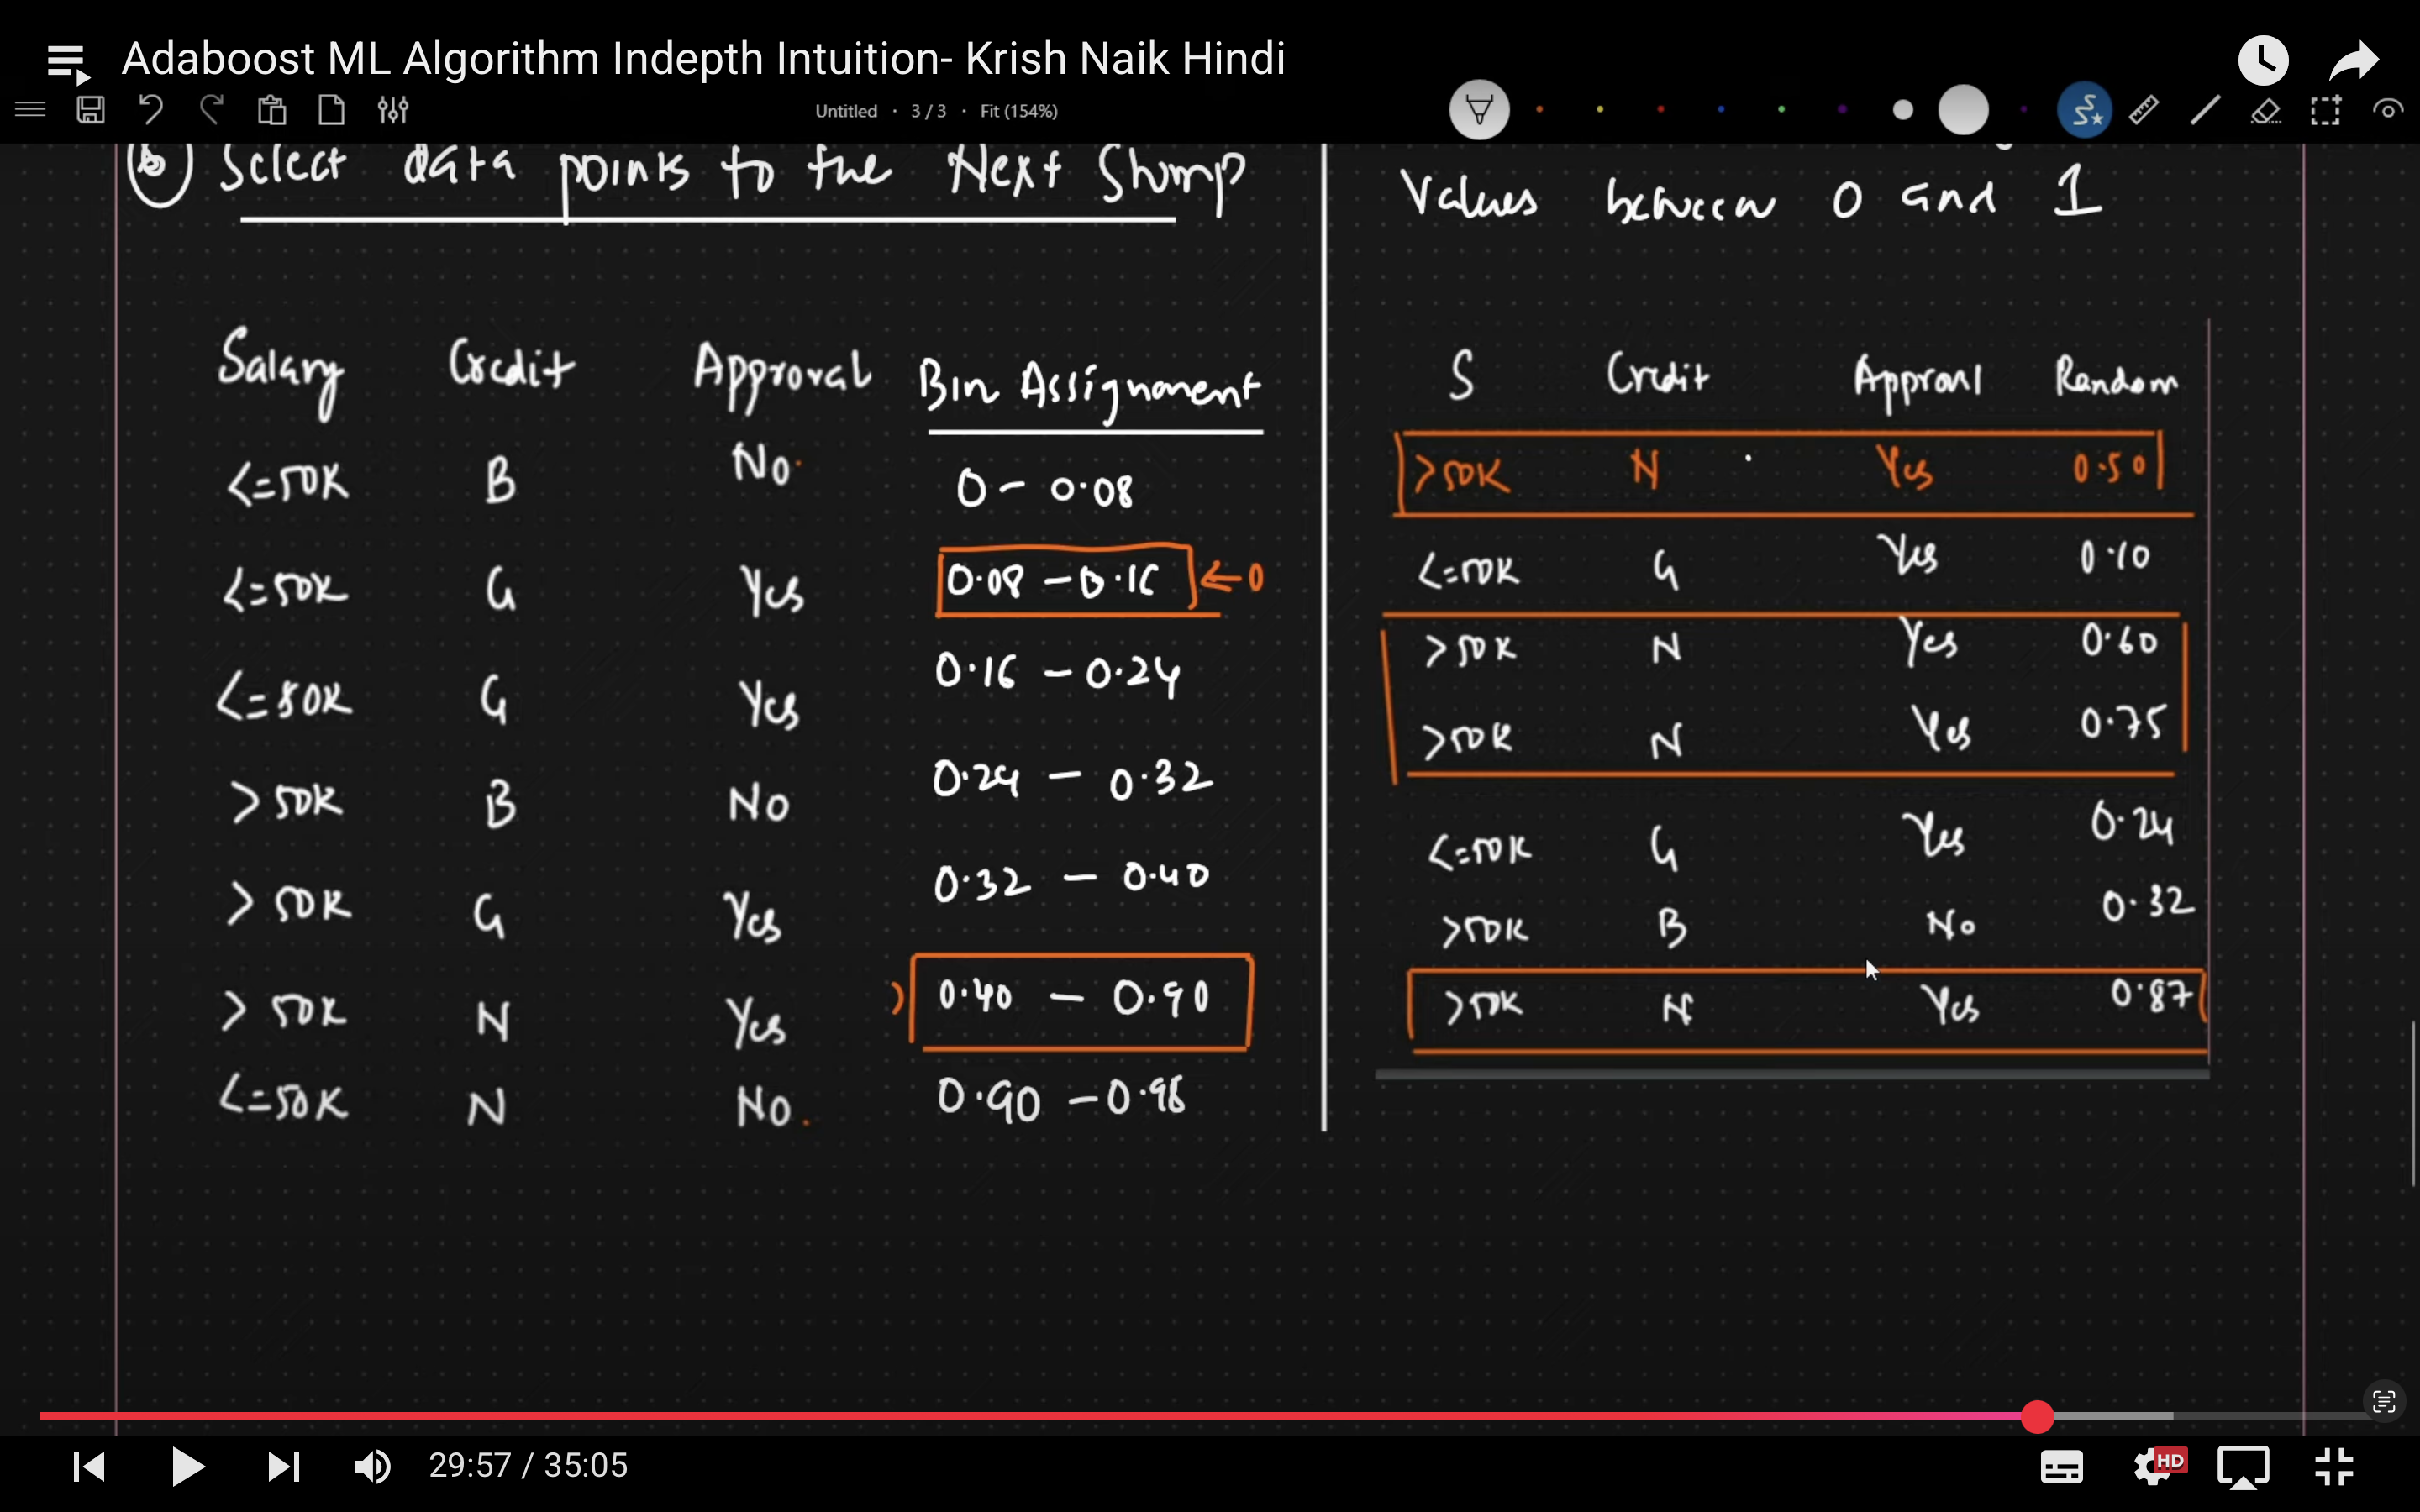 Adaboost ML Algorithm Indepth Intuition- Krish Naik Hindi
Untitled · 3 / 3 · Fit (154%)
⑥ Select data points to the Next Stump
Values between 0 and 1
Salary Credit Approval Bin Assignment
<=50K B No 0 - 0.08
<=50K G Yes 0.08 - 0.16 ← 0
<=50K G Yes 0.16 - 0.24
>50K B No 0.24 - 0.32
>50K G Yes 0.32 - 0.40
>50K N Yes 0.40 - 0.90
<=50K N No 0.90 - 0.98
S Credit Approval Random
>50K N Yes 0.50
<=50K G Yes 0.10
>50K N Yes 0.60
>50K N Yes 0.75
<=50K G Yes 0.24
>50K B No 0.32
>50K N Yes 0.87
29:57 / 35:05
HD